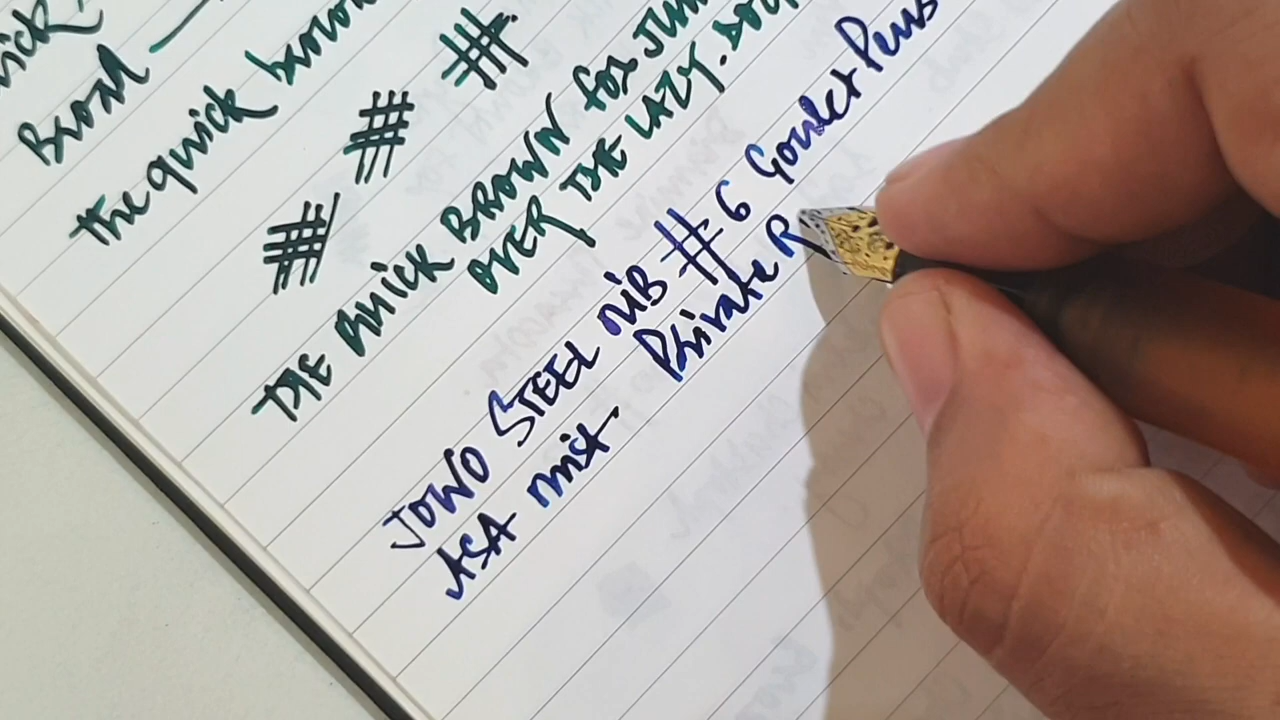 Broad
The quick brown
THE QUICK BROWN fox JUM
OVER THE LAZY. DOG
JOWO STEEL NIB # 6 Goulet Pens
ASA mist. Private R